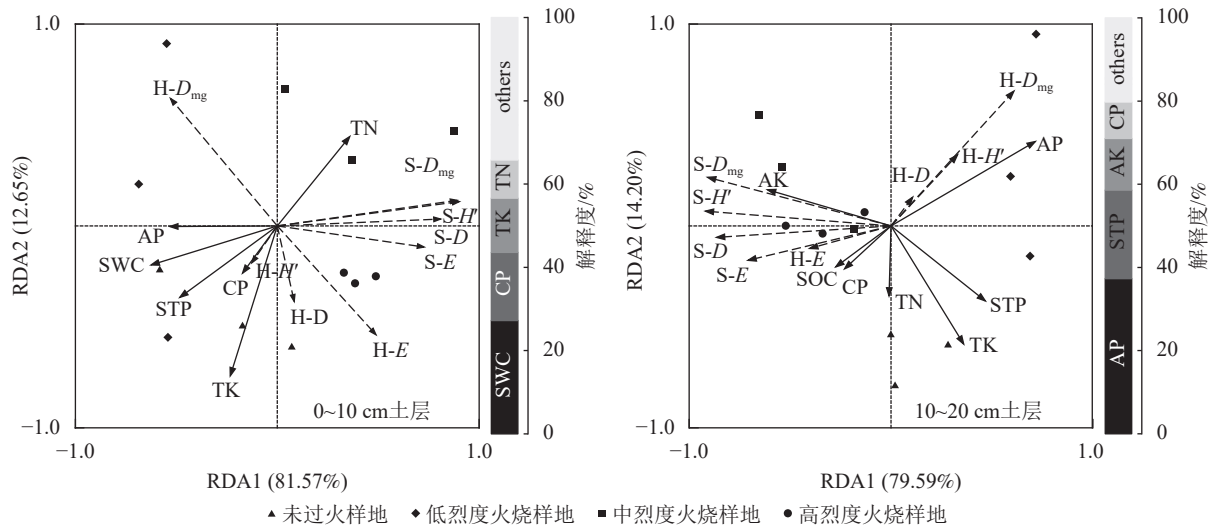 1.0
RDA2 (12.65%)
−1.0
−1.0
1.0
RDA1 (81.57%)
H-Dmg
TN
S-Dmg
S-H′
S-D
S-E
AP
SWC
STP
CP
H-H′
H-D
H-E
TK
0~10 cm土层
others
TN
TK
CP
SWC
100
80
60
40
20
0
解释度/%
1.0
RDA2 (14.20%)
−1.0
−1.0
1.0
RDA1 (79.59%)
H-Dmg
AP
H-H′
H-D
S-Dmg
AK
S-H′
S-D
S-E
H-E
SOC
CP
TN
STP
TK
10~20 cm土层
others
CP
AK
STP
AP
100
80
60
40
20
0
解释度/%
▲ 未过火样地 ◆ 低烈度火烧样地 ■ 中烈度火烧样地 ● 高烈度火烧样地